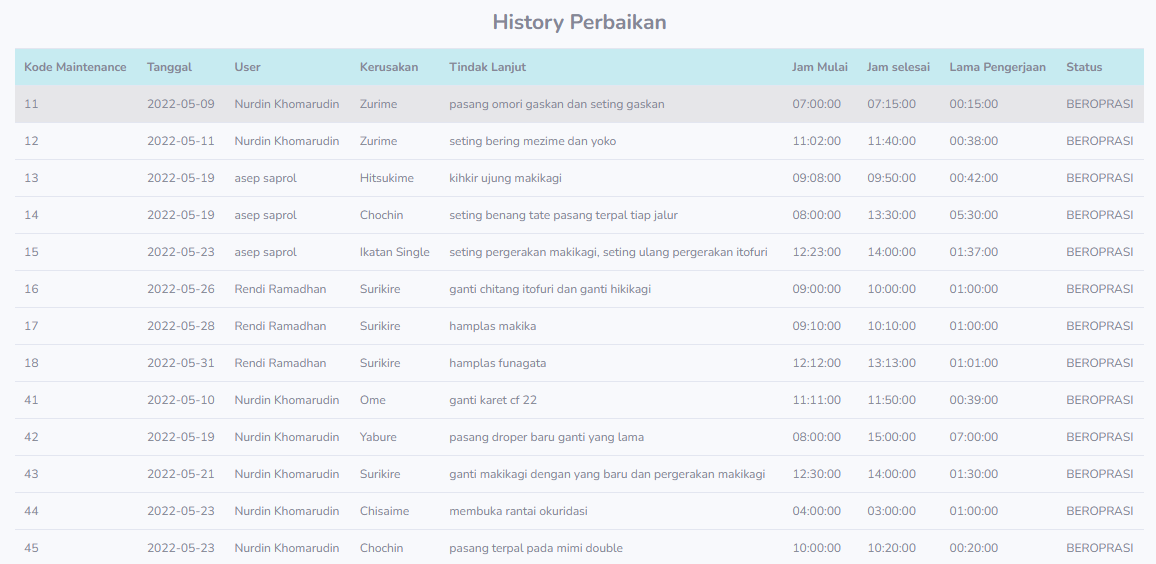 History Perbaikan
Kode Maintenance Tanggal User Kerusakan Tindak Lanjut Jam Mulai Jam selesai Lama Pengerjaan Status
11 2022-05-09 Nurdin Khomarudin Zurime pasang omori gaskan dan seting gaskan 07:00:00 07:15:00 00:15:00 BEROPRASI
12 2022-05-11 Nurdin Khomarudin Zurime seting bering mezime dan yoko 11:02:00 11:40:00 00:38:00 BEROPRASI
13 2022-05-19 asep saprol Hitsukime kihkir ujung makikagi 09:08:00 09:50:00 00:42:00 BEROPRASI
14 2022-05-19 asep saprol Chochin seting benang tate pasang terpal tiap jalur 08:00:00 13:30:00 05:30:00 BEROPRASI
15 2022-05-23 asep saprol Ikatan Single seting pergerakan makikagi, seting ulang pergerakan itofuri 12:23:00 14:00:00 01:37:00 BEROPRASI
16 2022-05-26 Rendi Ramadhan Surikire ganti chitang itofuri dan ganti hikikagi 09:00:00 10:00:00 01:00:00 BEROPRASI
17 2022-05-28 Rendi Ramadhan Surikire hamplas makika 09:10:00 10:10:00 01:00:00 BEROPRASI
18 2022-05-31 Rendi Ramadhan Surikire hamplas funagata 12:12:00 13:13:00 01:01:00 BEROPRASI
41 2022-05-10 Nurdin Khomarudin Ome ganti karet cf 22 11:11:00 11:50:00 00:39:00 BEROPRASI
42 2022-05-19 Nurdin Khomarudin Yabure pasang droper baru ganti yang lama 08:00:00 15:00:00 07:00:00 BEROPRASI
43 2022-05-21 Nurdin Khomarudin Surikire ganti makikagi dengan yang baru dan pergerakan makikagi 12:30:00 14:00:00 01:30:00 BEROPRASI
44 2022-05-23 Nurdin Khomarudin Chisaime membuka rantai okuridasi 04:00:00 03:00:00 01:00:00 BEROPRASI
45 2022-05-23 Nurdin Khomarudin Chochin pasang terpal pada mimi double 10:00:00 10:20:00 00:20:00 BEROPRASI